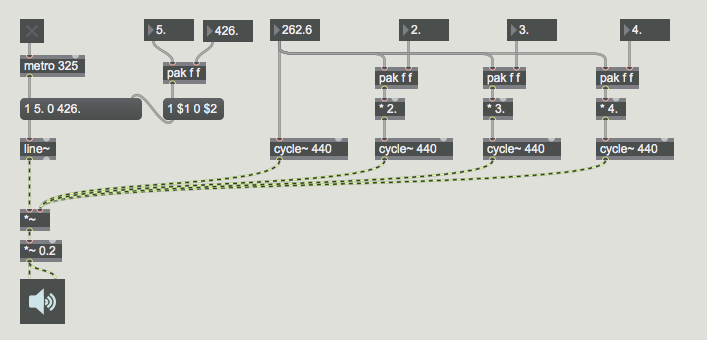 5.
426.
262.6
2.
3.
4.
metro 325
pak f f
pak f f
pak f f
pak f f
1 5. 0 426.
1 $1 0 $2
* 2.
* 3.
* 4.
line~
cycle~ 440
cycle~ 440
cycle~ 440
cycle~ 440
*~
*~ 0.2